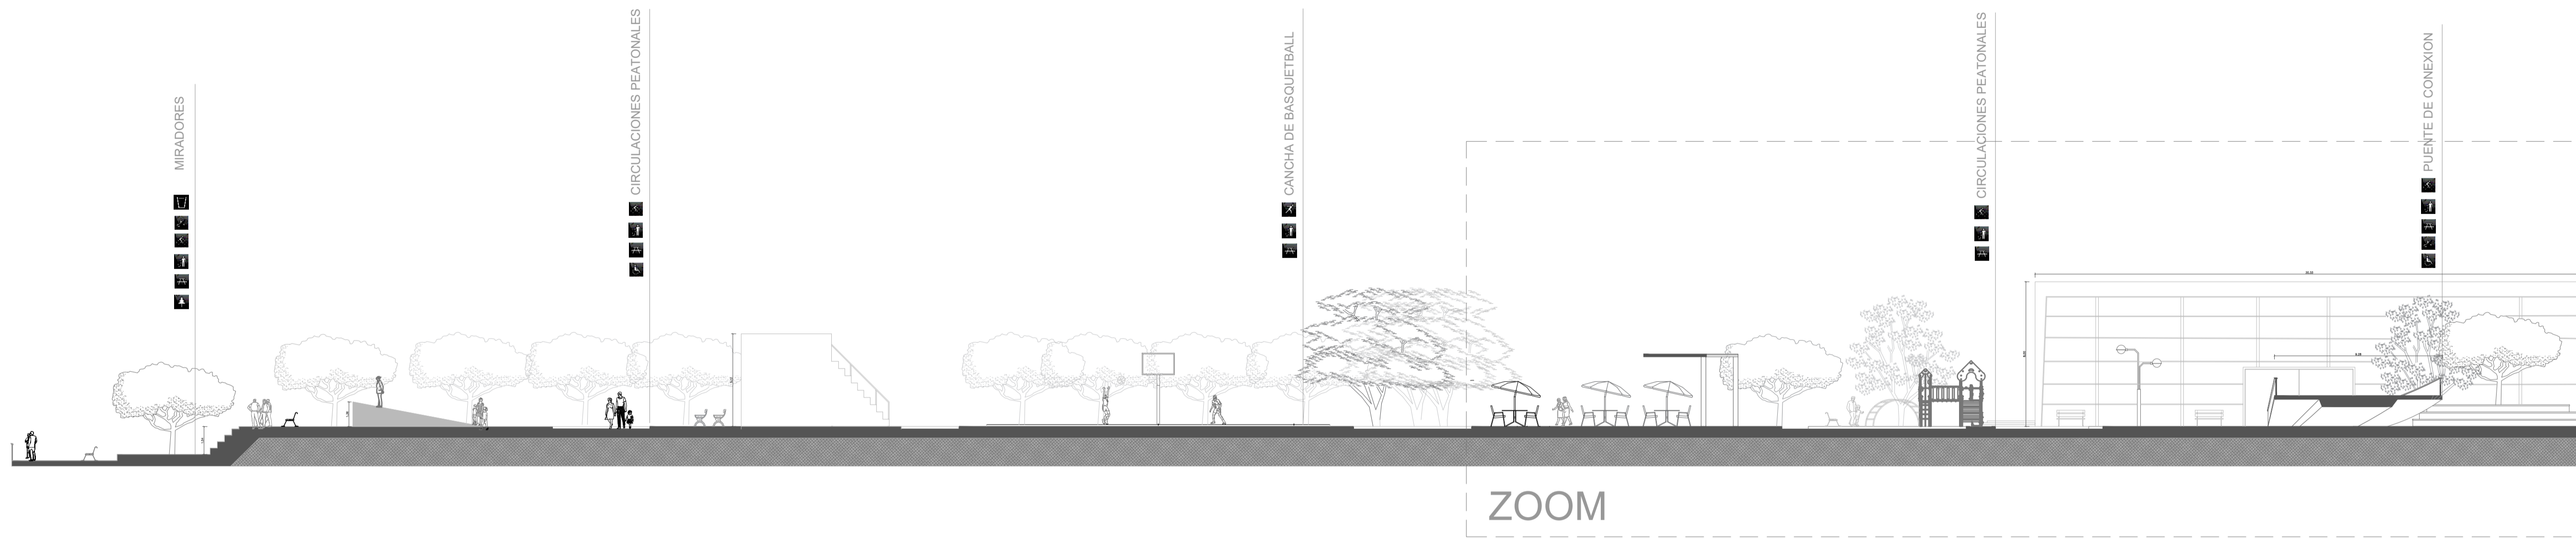 MIRADORES
CIRCULACIONES PEATONALES
CANCHA DE BASQUETBALL
CIRCULACIONES PEATONALES
PUENTE DE CONEXION
ZOOM